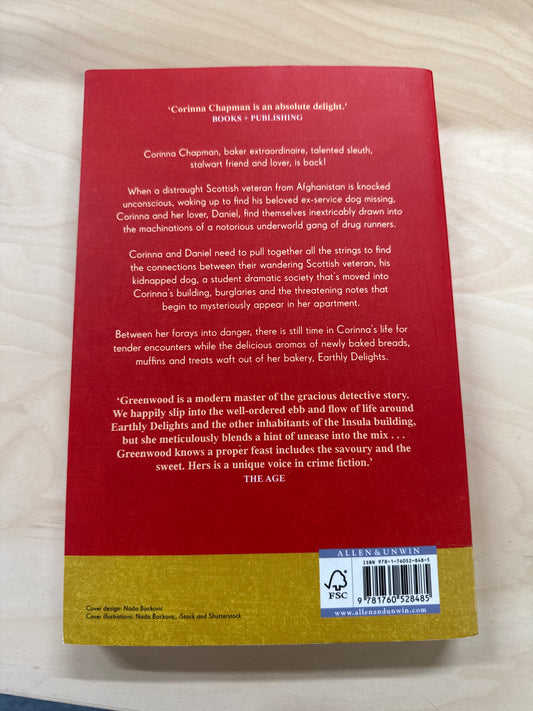 ‘Corinna Chapman is an absolute delight.’
BOOKS + PUBLISHING
Corinna Chapman, baker extraordinaire, talented sleuth,
stalwart friend and lover, is back!
When a distraught Scottish veteran from Afghanistan is knocked
unconscious, waking up to find his beloved ex-service dog missing,
Corinna and her lover, Daniel, find themselves inextricably drawn into
the machinations of a notorious underworld gang of drug runners.
Corinna and Daniel need to pull together all the strings to find
the connections between their wandering Scottish veteran, his
kidnapped dog, a student dramatic society that’s moved into
Corinna’s building, burglaries and the threatening notes that
begin to mysteriously appear in her apartment.
Between her forays into danger, there is still time in Corinna’s life for
tender encounters while the delicious aromas of newly baked breads,
muffins and treats waft out of her bakery, Earthly Delights.
‘Greenwood is a modern master of the gracious detective story.
We happily slip into the well-ordered ebb and flow of life around
Earthly Delights and the other inhabitants of the Insula building,
but she meticulously blends a hint of unease into the mix . . .
Greenwood knows a proper feast includes the savoury and the
sweet. Hers is a unique voice in crime fiction.’
THE AGE
ALLEN & UNWIN
ISBN 978-1-76052-848-5
FSC
9 781760 528485
www.allenandunwin.com
Cover design: Nada Backovic
Cover illustrations: Nada Backovic, iStock and Shutterstock